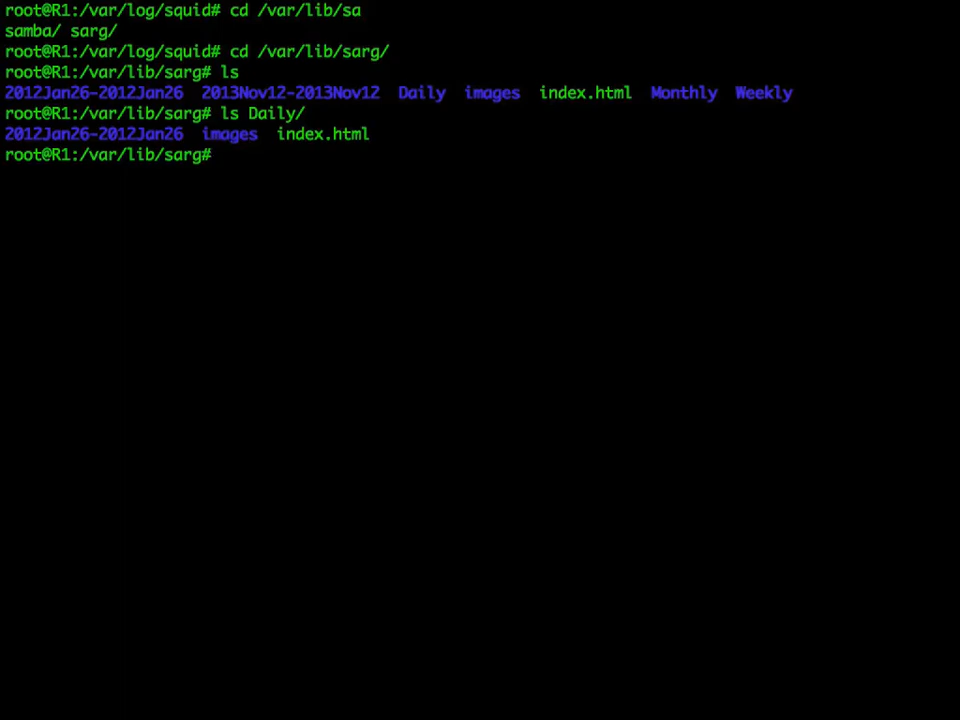 root@R1:/var/log/squid# cd /var/lib/sa
samba/ sarg/
root@R1:/var/log/squid# cd /var/lib/sarg/
root@R1:/var/lib/sarg# ls
2012Jan26-2012Jan26  2013Nov12-2013Nov12  Daily  images  index.html  Monthly  Weekly
root@R1:/var/lib/sarg# ls Daily/
2012Jan26-2012Jan26  images  index.html
root@R1:/var/lib/sarg#